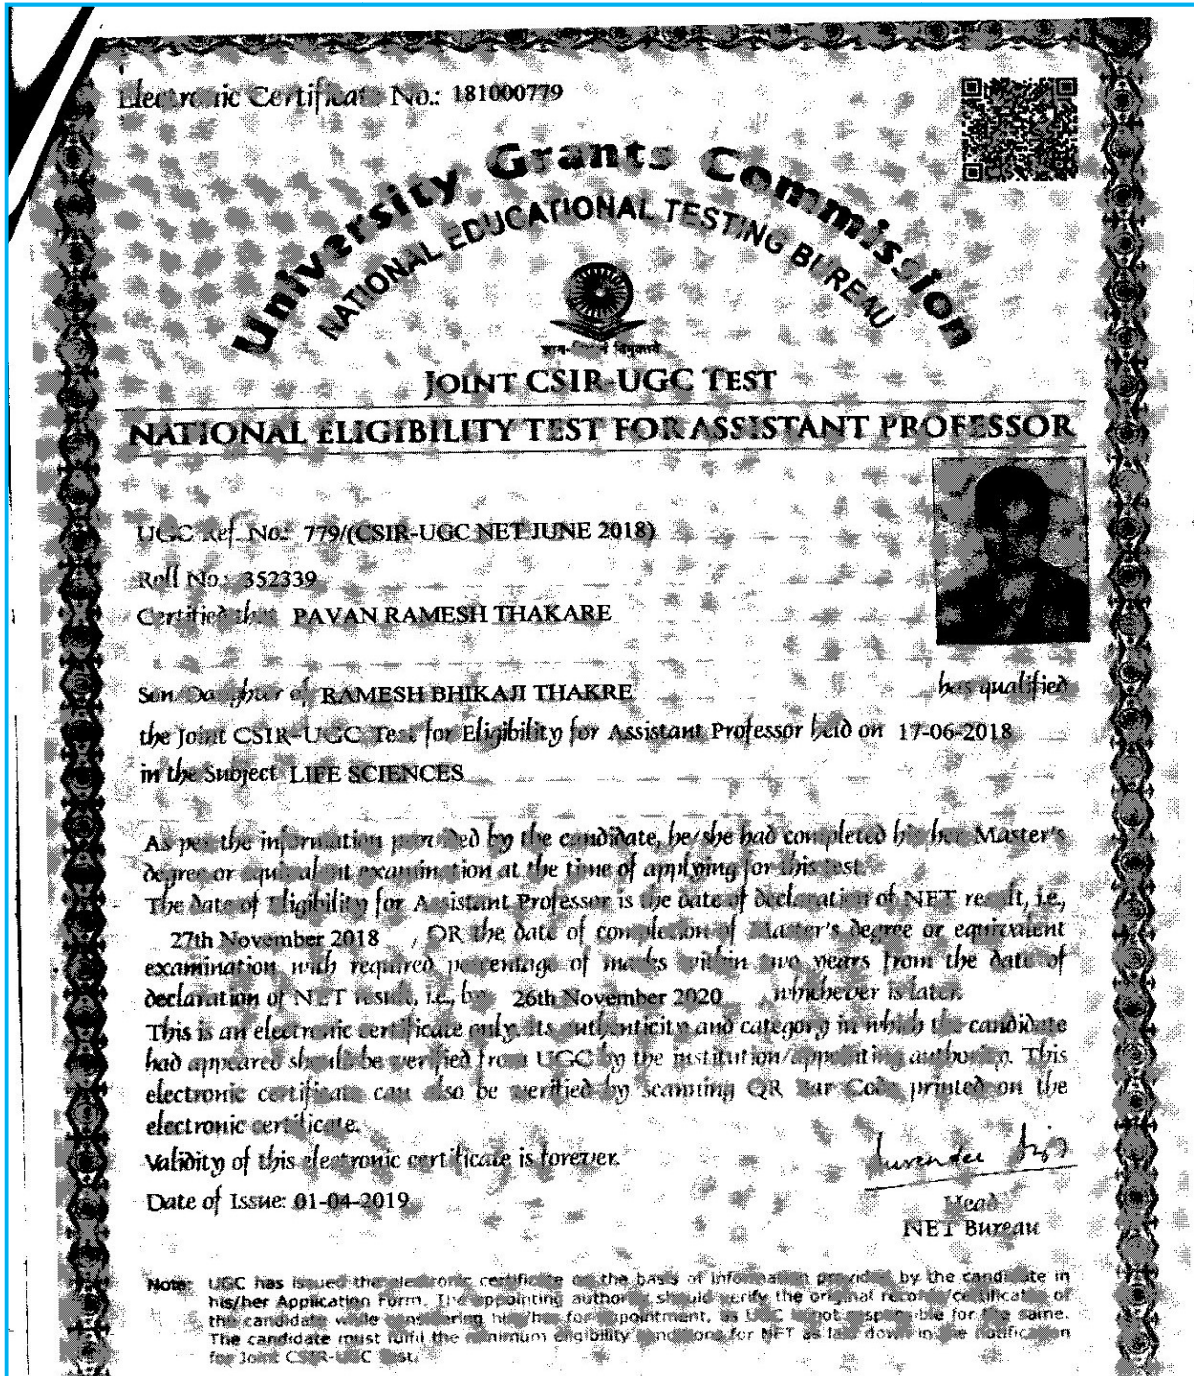 Electronic Certificate No.: 181000779
University Grants Commission
NATIONAL EDUCATIONAL TESTING BUREAU
ज्ञान-विज्ञानं विमुक्तये
JOINT CSIR-UGC TEST
NATIONAL ELIGIBILITY TEST FOR ASSISTANT PROFESSOR
UGC Ref. No.: 779/(CSIR-UGC NET JUNE 2018)
Roll No.: 352339
Certified that PAVAN RAMESH THAKARE
Son/Daughter of RAMESH BHIKAJI THAKRE has qualified
the Joint CSIR-UGC Test for Eligibility for Assistant Professor held on 17-06-2018
in the Subject LIFE SCIENCES
As per the information provided by the candidate, he/she had completed his/her Master's
degree or equivalent examination at the time of applying for this test.
The date of Eligibility for Assistant Professor is the date of declaration of NET result, i.e.,
27th November 2018 , OR the date of completion of Master's degree or equivalent
examination with required percentage of marks within two years from the date of
declaration of NET result, i.e., by 26th November 2020 , whichever is later.
This is an electronic certificate only. Its authenticity and category in which the candidate
had appeared should be verified from UGC by the institution/appointing authority. This
electronic certificate can also be verified by scanning QR Bar Code printed on the
electronic certificate.
Validity of this electronic certificate is forever.
Date of Issue: 01-04-2019
Head
NET Bureau
Note: UGC has issued the electronic certificate on the basis of information provided by the candidate in
his/her Application Form. The appointing authority should verify the original records/certificates of
the candidate while considering him/her for appointment, as UGC is not responsible for the same.
The candidate must fulfil the minimum eligibility conditions for NET as laid down in the notification
for Joint CSIR-UGC Test.